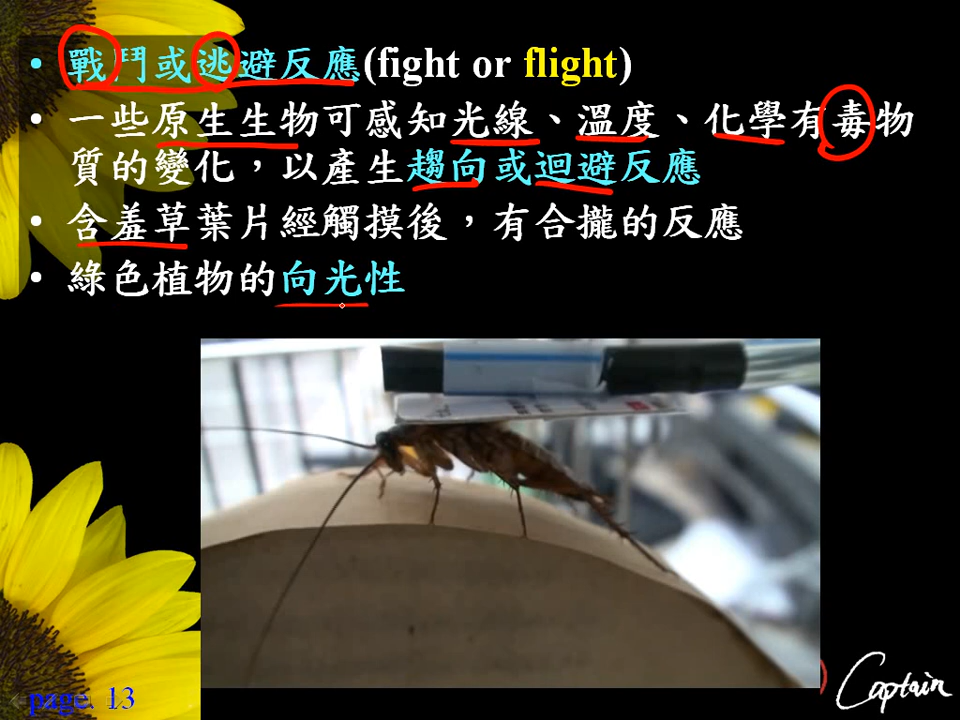 • 戰鬥或逃避反應(fight or flight)
• 一些原生生物可感知光線、溫度、化學有毒物
質的變化，以產生趨向或迴避反應
• 含羞草葉片經觸摸後，有合攏的反應
• 綠色植物的向光性
page. 13
Captain